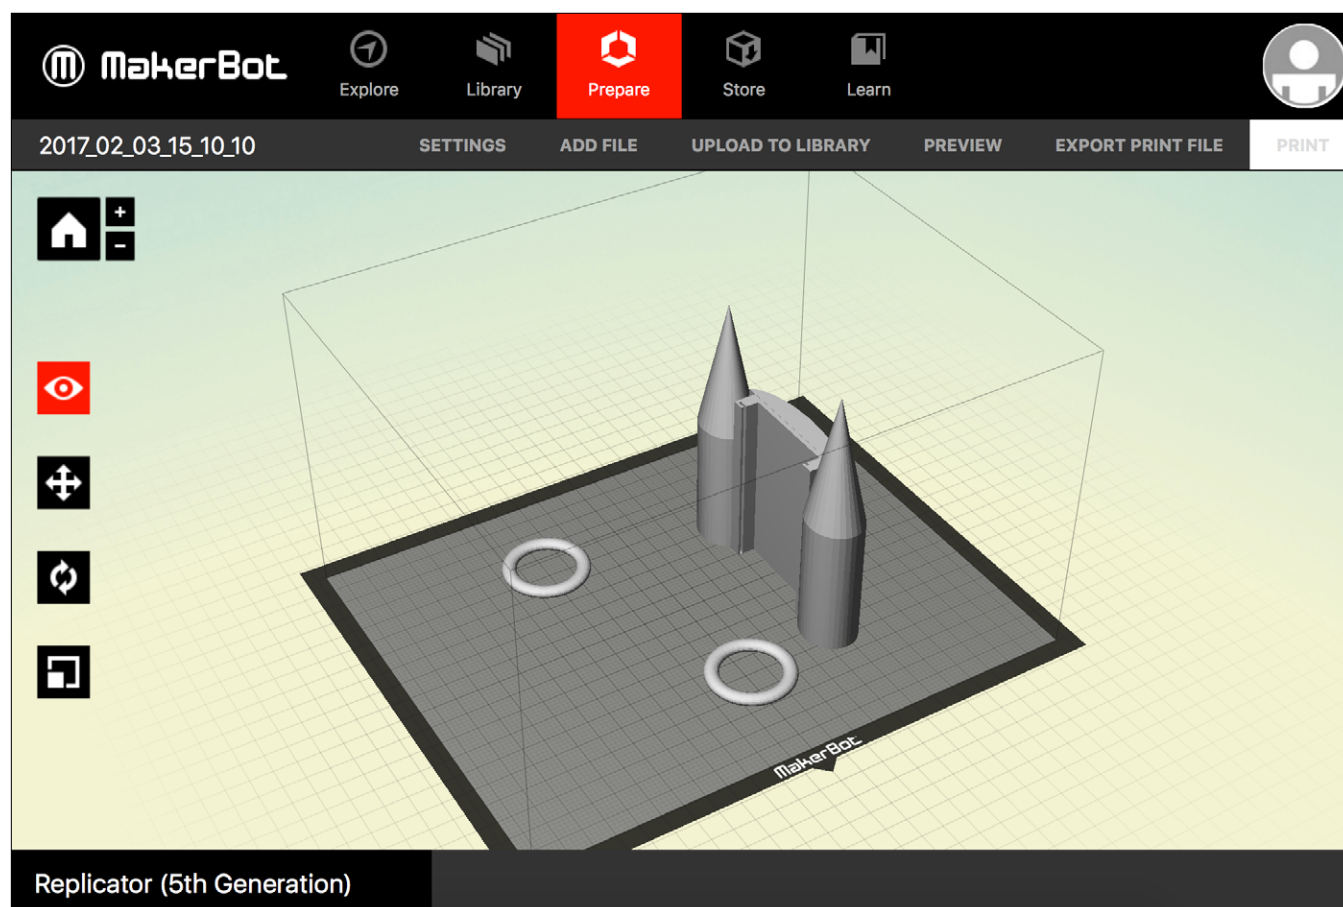 MakerBot
Explore
Library
Prepare
Store
Learn
2017_02_03_15_10_10
SETTINGS
ADD FILE
UPLOAD TO LIBRARY
PREVIEW
EXPORT PRINT FILE
PRINT
+
-
MakerBot
Replicator (5th Generation)